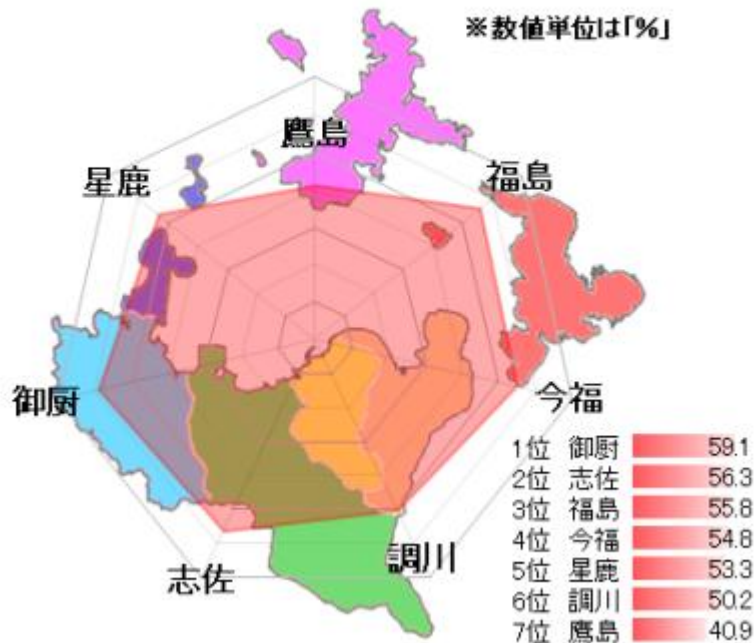 ※数値単位は「%」
鷹島
星鹿
福島
御厨
今福
志佐
調川
1位 御厨 59.1
2位 志佐 56.3
3位 福島 55.8
4位 今福 54.8
5位 星鹿 53.3
6位 調川 50.2
7位 鷹島 40.9